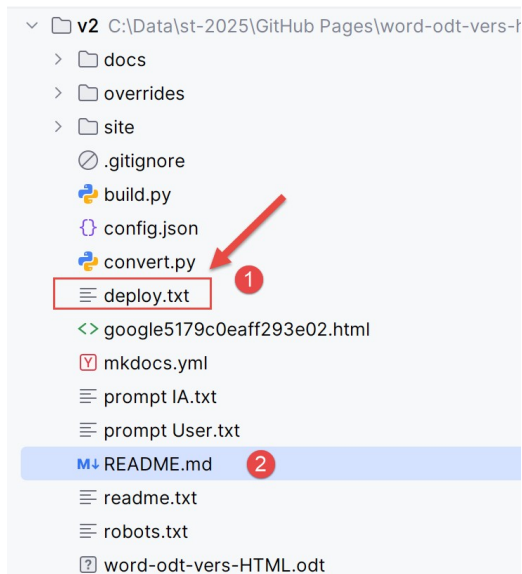 v2 C:\Data\st-2025\GitHub Pages\word-odt-vers-h
docs
overrides
site
.gitignore
build.py
{} config.json
convert.py
1
deploy.txt
<> google5179c0eaff293e02.html
Y mkdocs.yml
prompt IA.txt
prompt User.txt
M↓ README.md 2
readme.txt
robots.txt
? word-odt-vers-HTML.odt